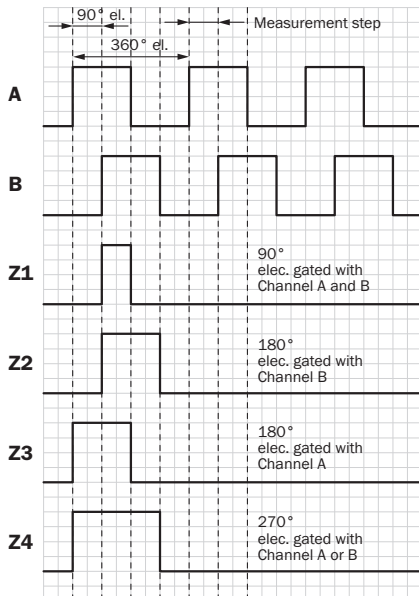 90° el.
Measurement step
360° el.
A
B
Z1
90°
elec. gated with
Channel A and B
Z2
180°
elec. gated with
Channel B
Z3
180°
elec. gated with
Channel A
Z4
270°
elec. gated with
Channel A or B